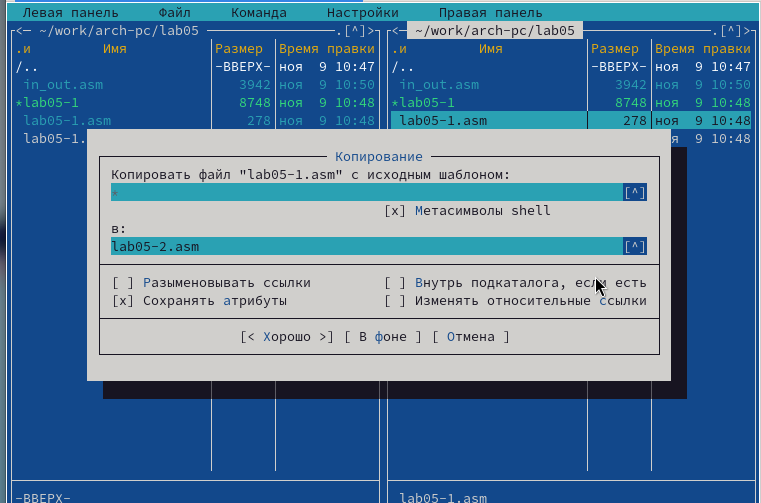 Левая панель Файл Команда Настройки Правая панель
<─ ~/work/arch-pc/lab05 ─.[^]>
<─ ~/work/arch-pc/lab05 ─.[^]>
.и Имя Размер Время правки
.и Имя Размер Время правки
/.. −ВВЕРХ− ноя 9 10:47
/.. −ВВЕРХ− ноя 9 10:47
in_out.asm 3942 ноя 9 10:50
in_out.asm 3942 ноя 9 10:50
*lab05-1 8748 ноя 9 10:48
*lab05-1 8748 ноя 9 10:48
lab05-1.asm 278 ноя 9 10:48
lab05-1.asm 278 ноя 9 10:48
lab05-1.
я 9 10:48
Копирование
Копировать файл "lab05-1.asm" с исходным шаблоном:
* [^]
[x] Метасимволы shell
в:
lab05-2.asm [^]
[ ] Разыменовывать ссылки [ ] Внутрь подкаталога, если есть
[x] Сохранять атрибуты [ ] Изменять относительные ссылки
[< Хорошо >] [ В фоне ] [ Отмена ]
−ВВЕРХ−
lab05-1.asm